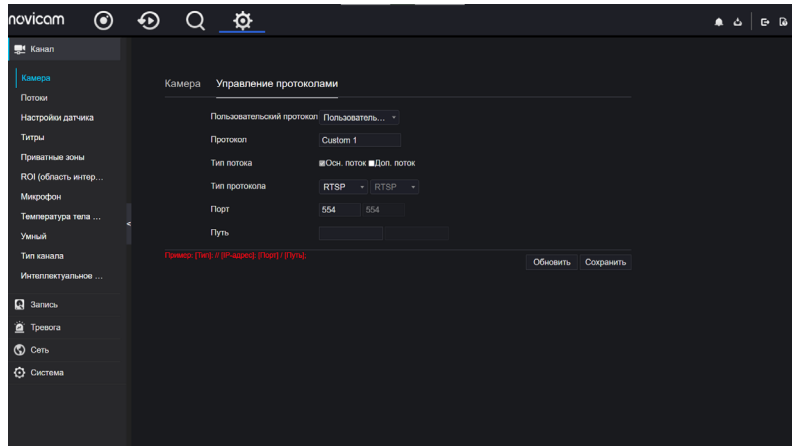 novicam
Канал
Камера
Потоки
Настройки датчика
Титры
Приватные зоны
ROI (область интер...
Микрофон
Температура тела ...
Умный
Тип канала
Интеллектуальное ...
Запись
Тревога
Сеть
Система
<
Камера Управление протоколами
Пользовательский протокол Пользователь...
Протокол Custom 1
Тип потока Осн. поток Доп. поток
Тип протокола RTSP RTSP
Порт 554 554
Путь
Пример: [Тип]: // [IP-адрес]: [Порт] / [Путь];
Обновить Сохранить